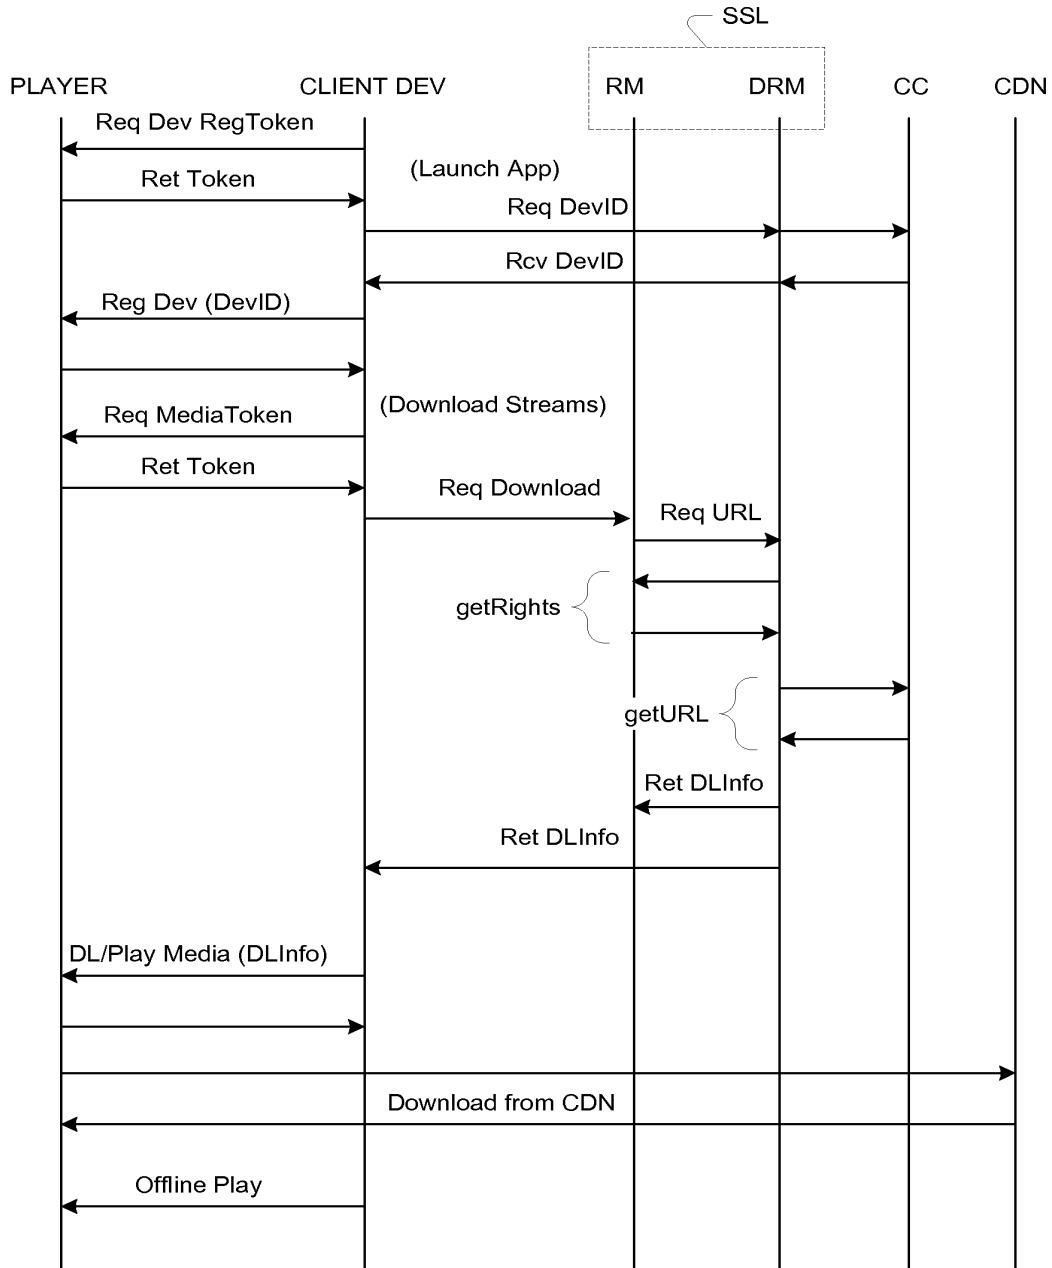 SSL
PLAYER CLIENT DEV RM DRM CC CDN
Req Dev RegToken
(Launch App)
Ret Token
Req DevID
Rcv DevID
Reg Dev (DevID)
(Download Streams)
Req MediaToken
Ret Token
Req Download
Req URL
getRights
getURL
Ret DLInfo
Ret DLInfo
DL/Play Media (DLInfo)
Download from CDN
Offline Play